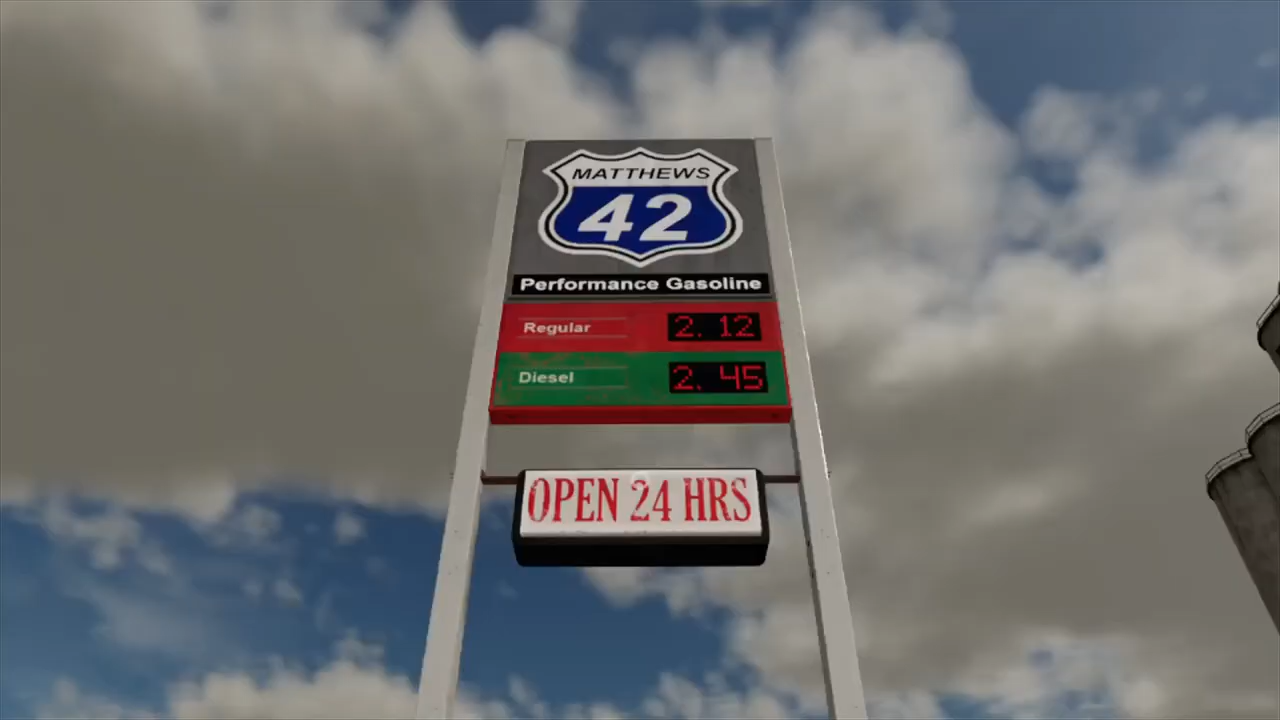 MATTHEWS
42
Performance Gasoline
Regular 2.12
Diesel 2.45
OPEN 24 HRS